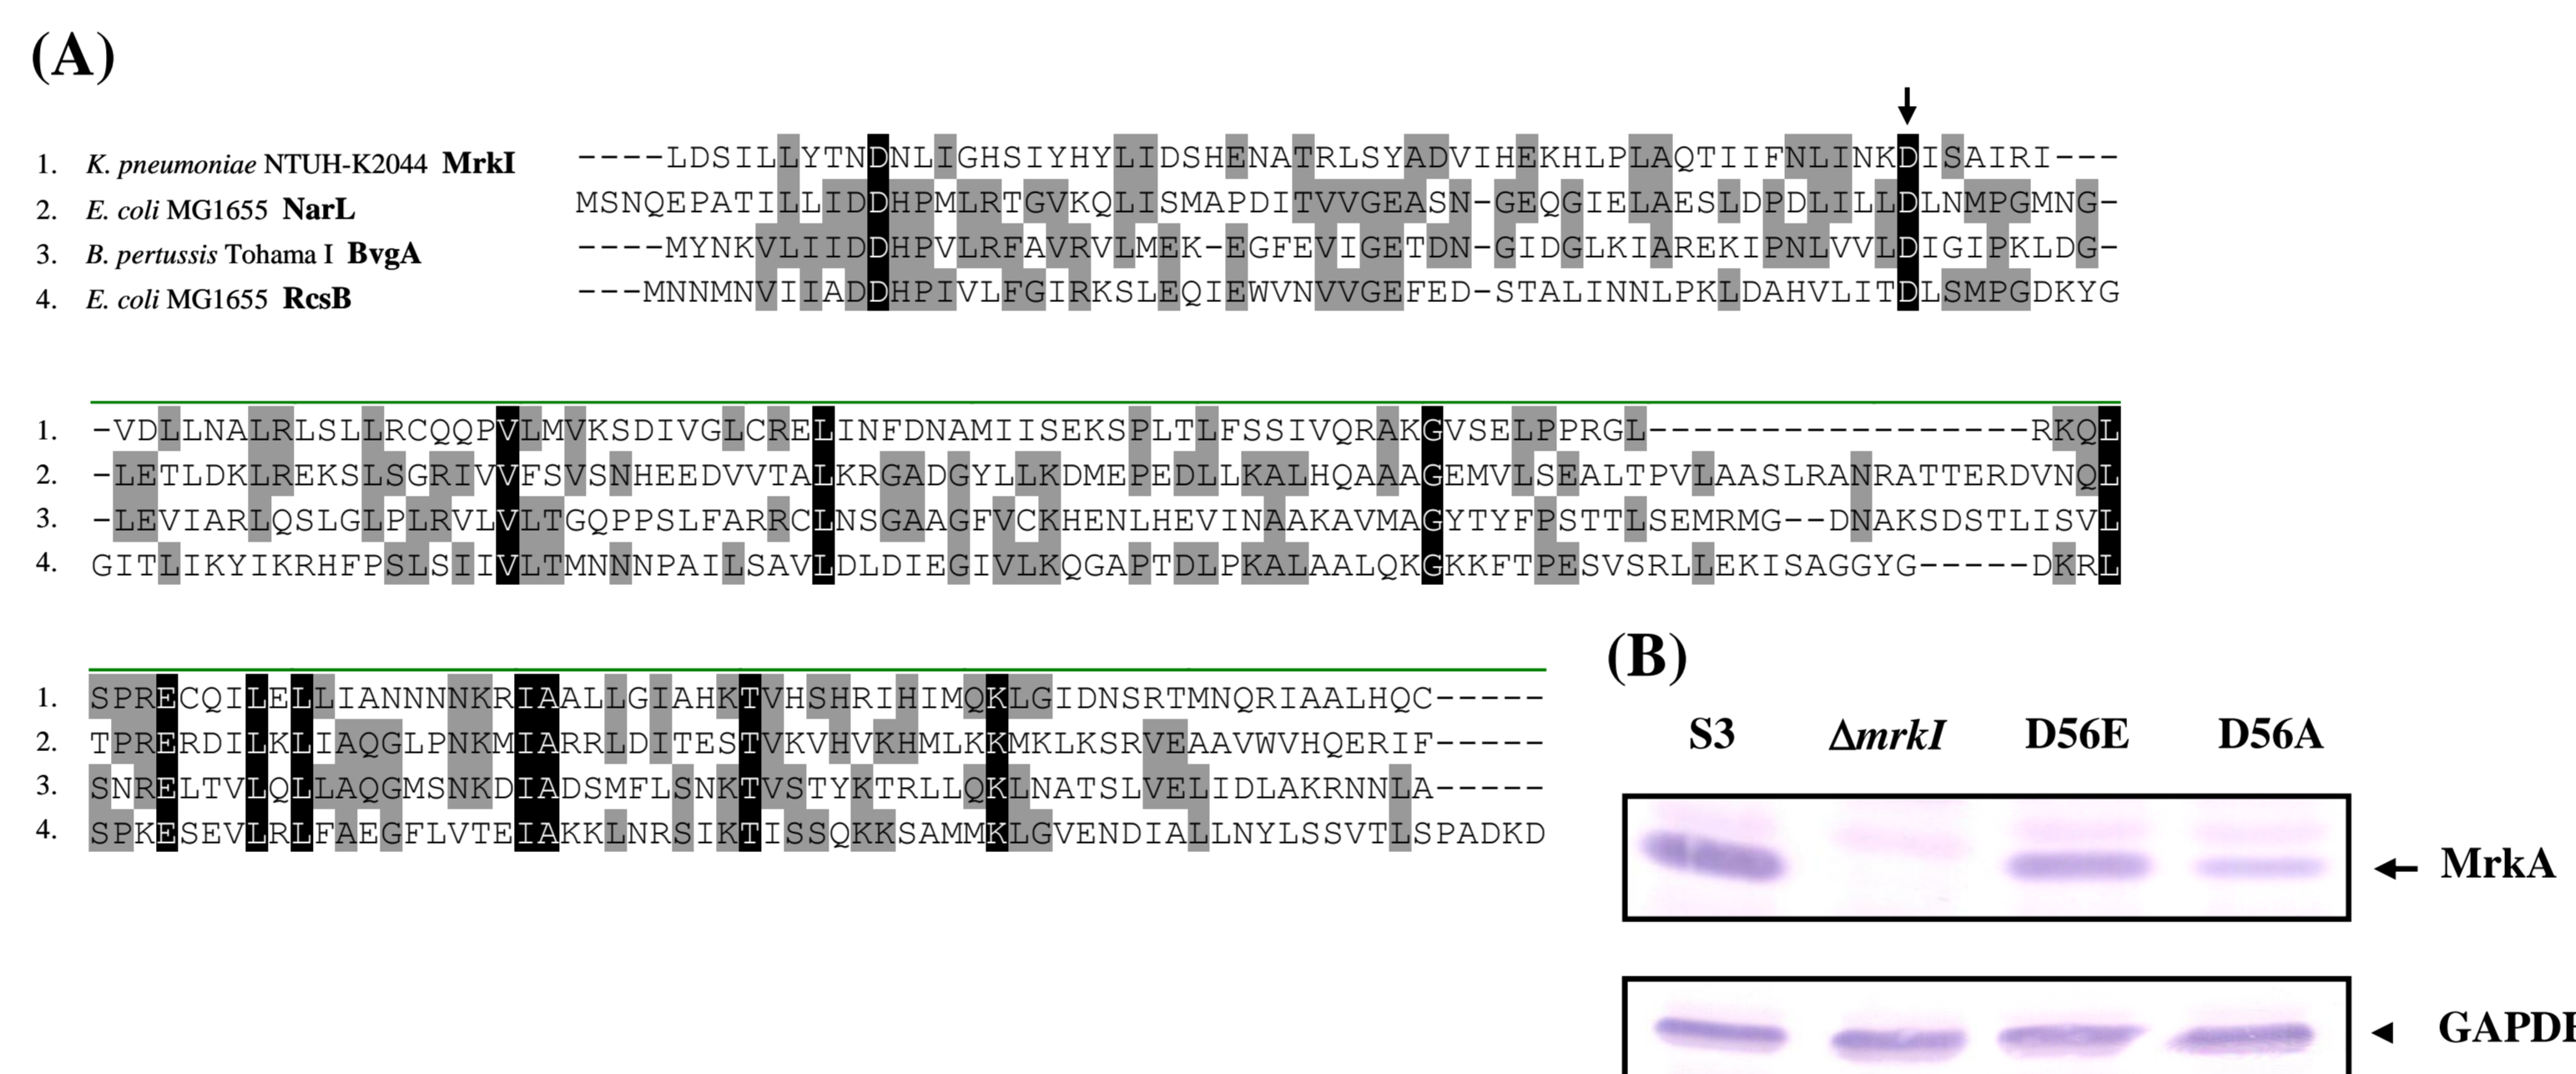 (A)
1. K. pneumoniae NTUH-K2044 MrkI ----LDSILLYTNDNLIGHSIYHYLIDSHENATRLSYADVIHEKHLPLAQTIIFNLINKDISAIRI---
2. E. coli MG1655 NarL MSNQEPATILLIDDHPMLRTGVKQLISMAPDITVVGEASN-GEQGIELAESLDPDLILLDLNMPGMNG-
3. B. pertussis Tohama I BvgA ----MYNKVLIIDDHPVLRFAVRVLMEK-EGFEVIGETDN-GIDGLKIAREKIPNLVVLDIGIPKLDG-
4. E. coli MG1655 RcsB ---MNNMNVIIADDHPIVLFGIRKSLEQIEWVNVVGEFED-STALINNLPKLDAHVLITDLSMPGDKYG
1. -VDLLNALRLSLLRCQQPVLMVKSDIVGLCRELINFDNAMIISEKSPLTLFSSIVQRAKGVSELPPRGL-----------------RKQL
2. -LETLDKLREKSLSGRIVVFSVSNHEEDVVTALKRGADGYLLKDMEPEDLLKALHQAAAGEMVLSEALTPVLAASLRANRATTERDVNQL
3. -LEVIARLQSLGLPLRVLVLTGQPPSLFARRCLNSGAAGFVCKHENLHEVINAAKAVMAGYTYFPSTTLSEMRMG--DNAKSDSTLISVL
4. GITLIKYIKRHFPSLSIIVLTMNNNPAILSAVLDLDIEGIVLKQGAPTDLPKALAALQKGKKFTPESVSRLLEKISAGGYG-----DKRL
1. SPRECQILELLIANNNNKRIAALLGIAHKTVHSHRIHIMQKLGIDNSRTMNQRIAALHQC-----
2. TPRERDILKLIAQGLPNKMIARRLDITESTVKVHVKHMLKKMKLKSRVEAAVWVHQERIF-----
3. SNRELTVLQLLAQGMSNKDIADSMFLSNKTVSTYKTRLLQKLNATSLVELIDLAKRNNLA-----
4. SPKESEVLRLFAEGFLVTEIAKKLNRSIKTISSQKKSAMMKLGVENDIALLNYLSSVTLSPADKD
(B)
S3 ΔmrkI D56E D56A
MrkA
GAPD